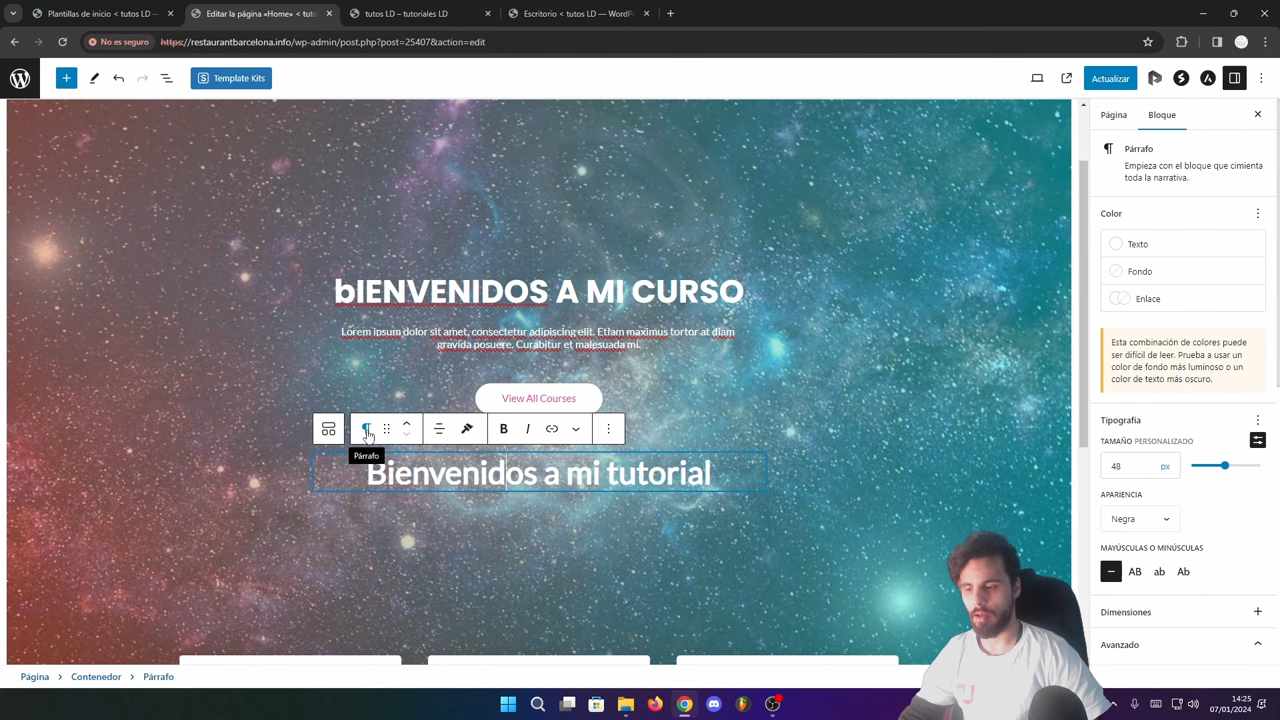 Plantillas de inicio < tutos LD —
Editar la página «Home» < tuto
tutos LD – tutoriales LD
Escritorio < tutos LD — WordPr
No es seguro
https://restaurantbarcelona.info/wp-admin/post.php?post=25407&action=edit
Template Kits
Actualizar
Página
Bloque
Párrafo
Empieza con el bloque que cimienta
toda la narrativa.
Color
Texto
Fondo
Enlace
Esta combinación de colores puede
ser difícil de leer. Prueba a usar un
color de fondo más luminoso o un
color de texto más oscuro.
Tipografía
TAMAÑO PERSONALIZADO
48 px
APARIENCIA
Negra
MAYÚSCULAS O MINÚSCULAS
– AB ab Ab
Dimensiones
Avanzado
bIENVENIDOS A MI CURSO
Lorem ipsum dolor sit amet, consectetur adipiscing elit. Etiam maximus tortor at diam
gravida posuere. Curabitur et malesuada mi.
View All Courses
B I
Párrafo
Bienvenidos a mi tutorial
Página > Contenedor > Párrafo
14:25
07/01/2024